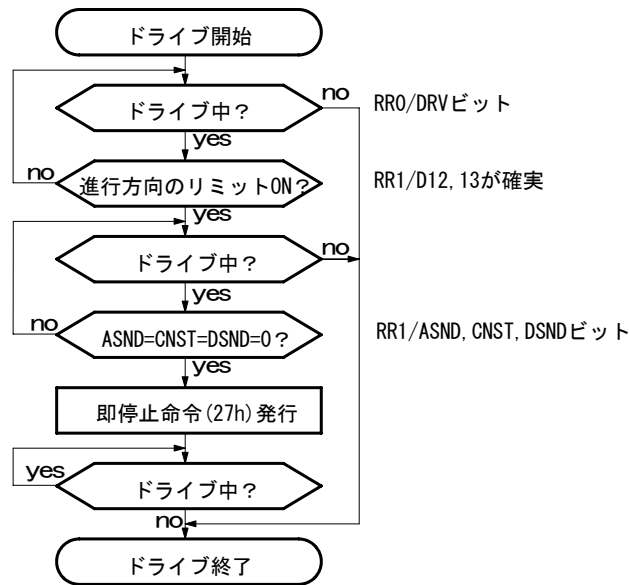 ドライブ開始
ドライブ中？
no
RR0/DRVビット
yes
no
進行方向のリミットON？
RR1/D12,13が確実
yes
ドライブ中？
no
yes
no
ASND=CNST=DSND=0？
RR1/ASND,CNST,DSNDビット
yes
即停止命令(27h)発行
yes
ドライブ中？
no
ドライブ終了